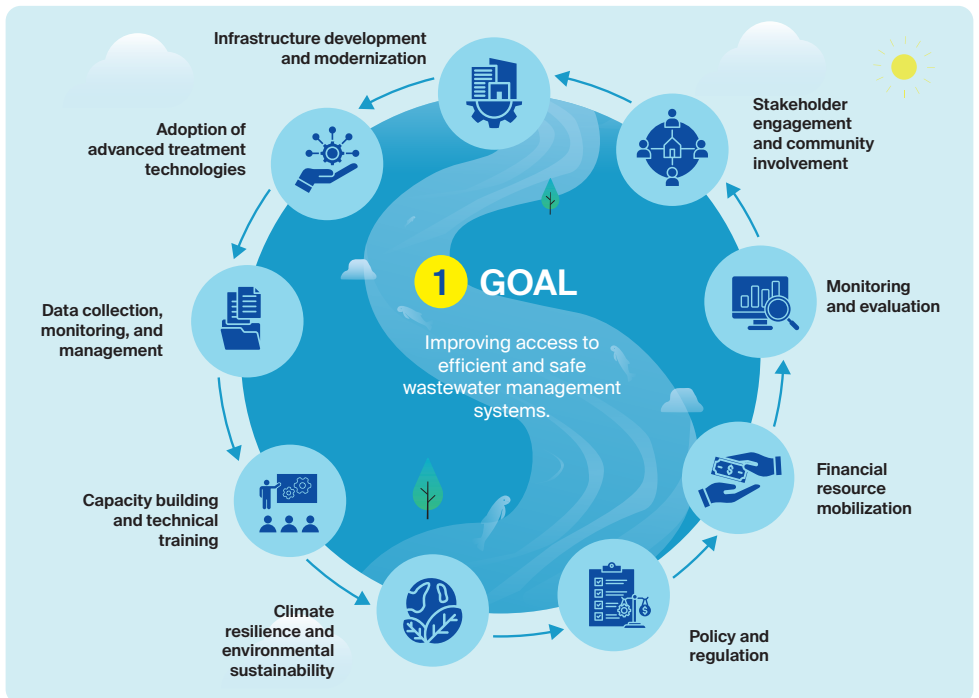 Infrastructure development
and modernization
Stakeholder
engagement
and community
involvement
Adoption of
advanced treatment
technologies
1 GOAL
Improving access to
efficient and safe
wastewater management
systems.
Monitoring
and evaluation
Data collection,
monitoring, and
management
Financial
resource
mobilization
Capacity building
and technical
training
Climate
resilience and
environmental
sustainability
Policy and
regulation
$
$